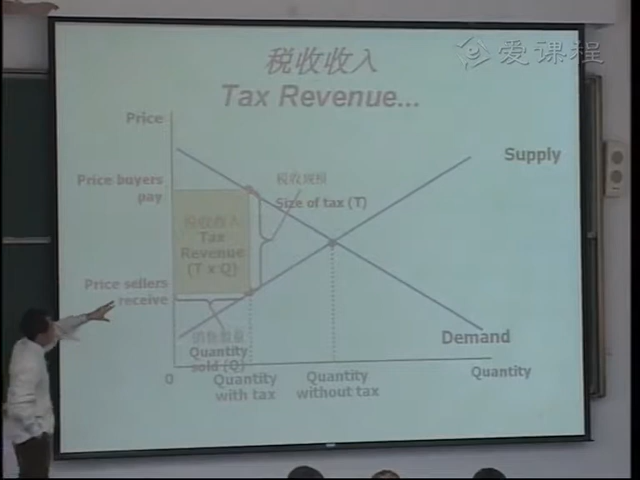 爱课程
税收收入
Tax Revenue...
Price
Supply
Price buyers
pay
税收规模
Size of tax (T)
税收收入
Tax
Revenue
(T x Q)
Price sellers
receive
销售数量
Quantity
sold (Q)
Demand
0
Quantity
with tax
Quantity
without tax
Quantity